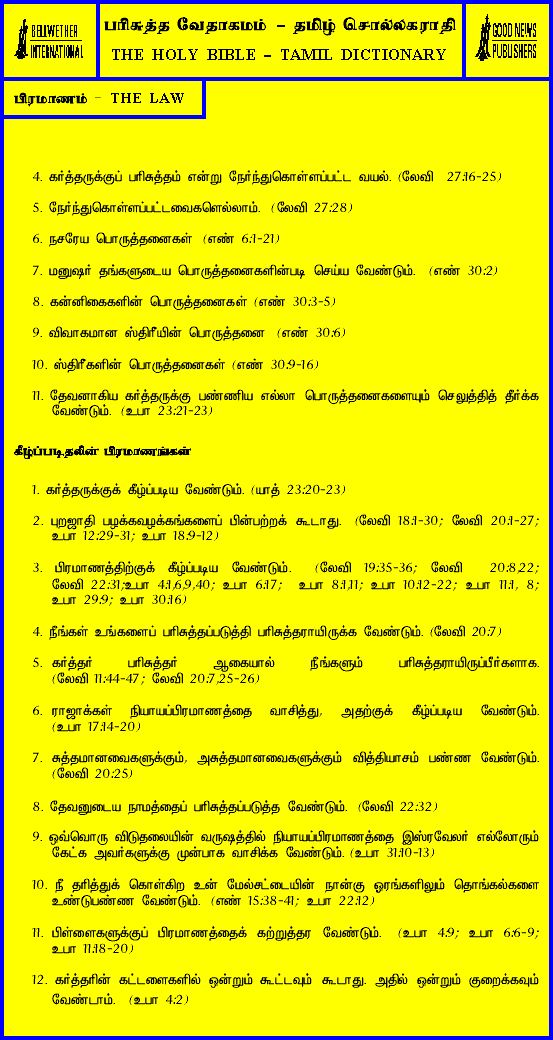 BELLWETHER
INTERNATIONAL
பரிசுத்த வேதாகமம் - தமிழ் சொல்லகராதி
THE HOLY BIBLE - TAMIL DICTIONARY
GOOD NEWS
PUBLISHERS
பிரமாணம் - THE LAW
4. கர்த்தருக்குப் பரிசுத்தம் என்று நேர்ந்துகொள்ளப்பட்ட வயல். (லேவி 27:16-25)
5. நேர்ந்துகொள்ளப்பட்டவைகளெல்லாம். (லேவி 27:28)
6. நசரேய பொருத்தனைகள் (எண் 6:1-21)
7. மனுஷர் தங்களுடைய பொருத்தனைகளின்படி செய்ய வேண்டும். (எண் 30:2)
8. கன்னிகைகளின் பொருத்தனைகள் (எண் 30:3-5)
9. விவாகமான ஸ்திரீயின் பொருத்தனை (எண் 30:6)
10. ஸ்திரீகளின் பொருத்தனைகள் (எண் 30:9-16)
11. தேவனாகிய கர்த்தருக்கு பண்ணிய எல்லா பொருத்தனைகளையும் செலுத்தித் தீர்க்க
வேண்டும். (உபா 23:21-23)
கீழ்ப்படிதலின் பிரமாணங்கள்
1. கர்த்தருக்குக் கீழ்ப்படிய வேண்டும். (யாத் 23:20-23)
2. புறஜாதி பழக்கவழக்கங்களைப் பின்பற்றக் கூடாது. (லேவி 18:1-30; லேவி 20:1-27;
உபா 12:29-31; உபா 18:9-12)
3. பிரமாணத்திற்குக் கீழ்ப்படிய வேண்டும். (லேவி 19:35-36; லேவி 20:8,22;
லேவி 22:31;உபா 4:1,6,9,40; உபா 6:17; உபா 8:1,11; உபா 10:12-22; உபா 11:1, 8;
உபா 29:9; உபா 30:16)
4. நீங்கள் உங்களைப் பரிசுத்தப்படுத்தி பரிசுத்தராயிருக்க வேண்டும். (லேவி 20:7)
5. கர்த்தர் பரிசுத்தர் ஆகையால் நீங்களும் பரிசுத்தராயிருப்பீர்களாக.
(லேவி 11:44-47; லேவி 20:7,25-26)
6. ராஜாக்கள் நியாயப்பிரமாணத்தை வாசித்து, அதற்குக் கீழ்ப்படிய வேண்டும்.
(உபா 17:14-20)
7. சுத்தமானவைகளுக்கும், அசுத்தமானவைகளுக்கும் வித்தியாசம் பண்ண வேண்டும்.
(லேவி 20:25)
8. தேவனுடைய நாமத்தைப் பரிசுத்தப்படுத்த வேண்டும். (லேவி 22:32)
9. ஒவ்வொரு விடுதலையின் வருஷத்தில் நியாயப்பிரமாணத்தை இஸ்ரவேலர் எல்லோரும்
கேட்க அவர்களுக்கு முன்பாக வாசிக்க வேண்டும். (உபா 31:10-13)
10. நீ தரித்துக் கொள்கிற உன் மேல்சட்டையின் நான்கு ஓரங்களிலும் தொங்கல்களை
உண்டுபண்ண வேண்டும். (எண் 15:38-41; உபா 22:12)
11. பிள்ளைகளுக்குப் பிரமாணத்தைக் கற்றுத்தர வேண்டும். (உபா 4:9; உபா 6:6-9;
உபா 11:18-20)
12. கர்த்தரின் கட்டளைகளில் ஒன்றும் கூட்டவும் கூடாது. அதில் ஒன்றும் குறைக்கவும்
வேண்டாம். (உபா 4:2)